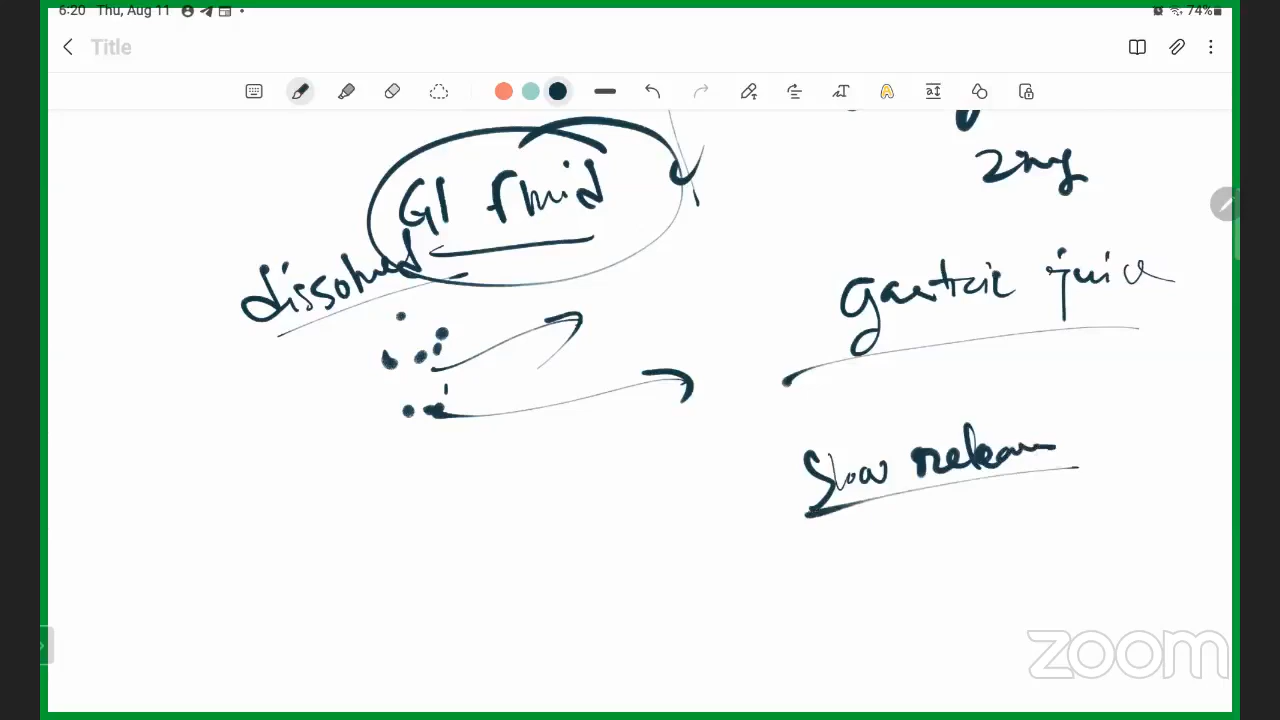 6:20 Thu, Aug 11
74%
Title
GI fluid
2mg
dissolved
gastric juice
Slow release
zoom